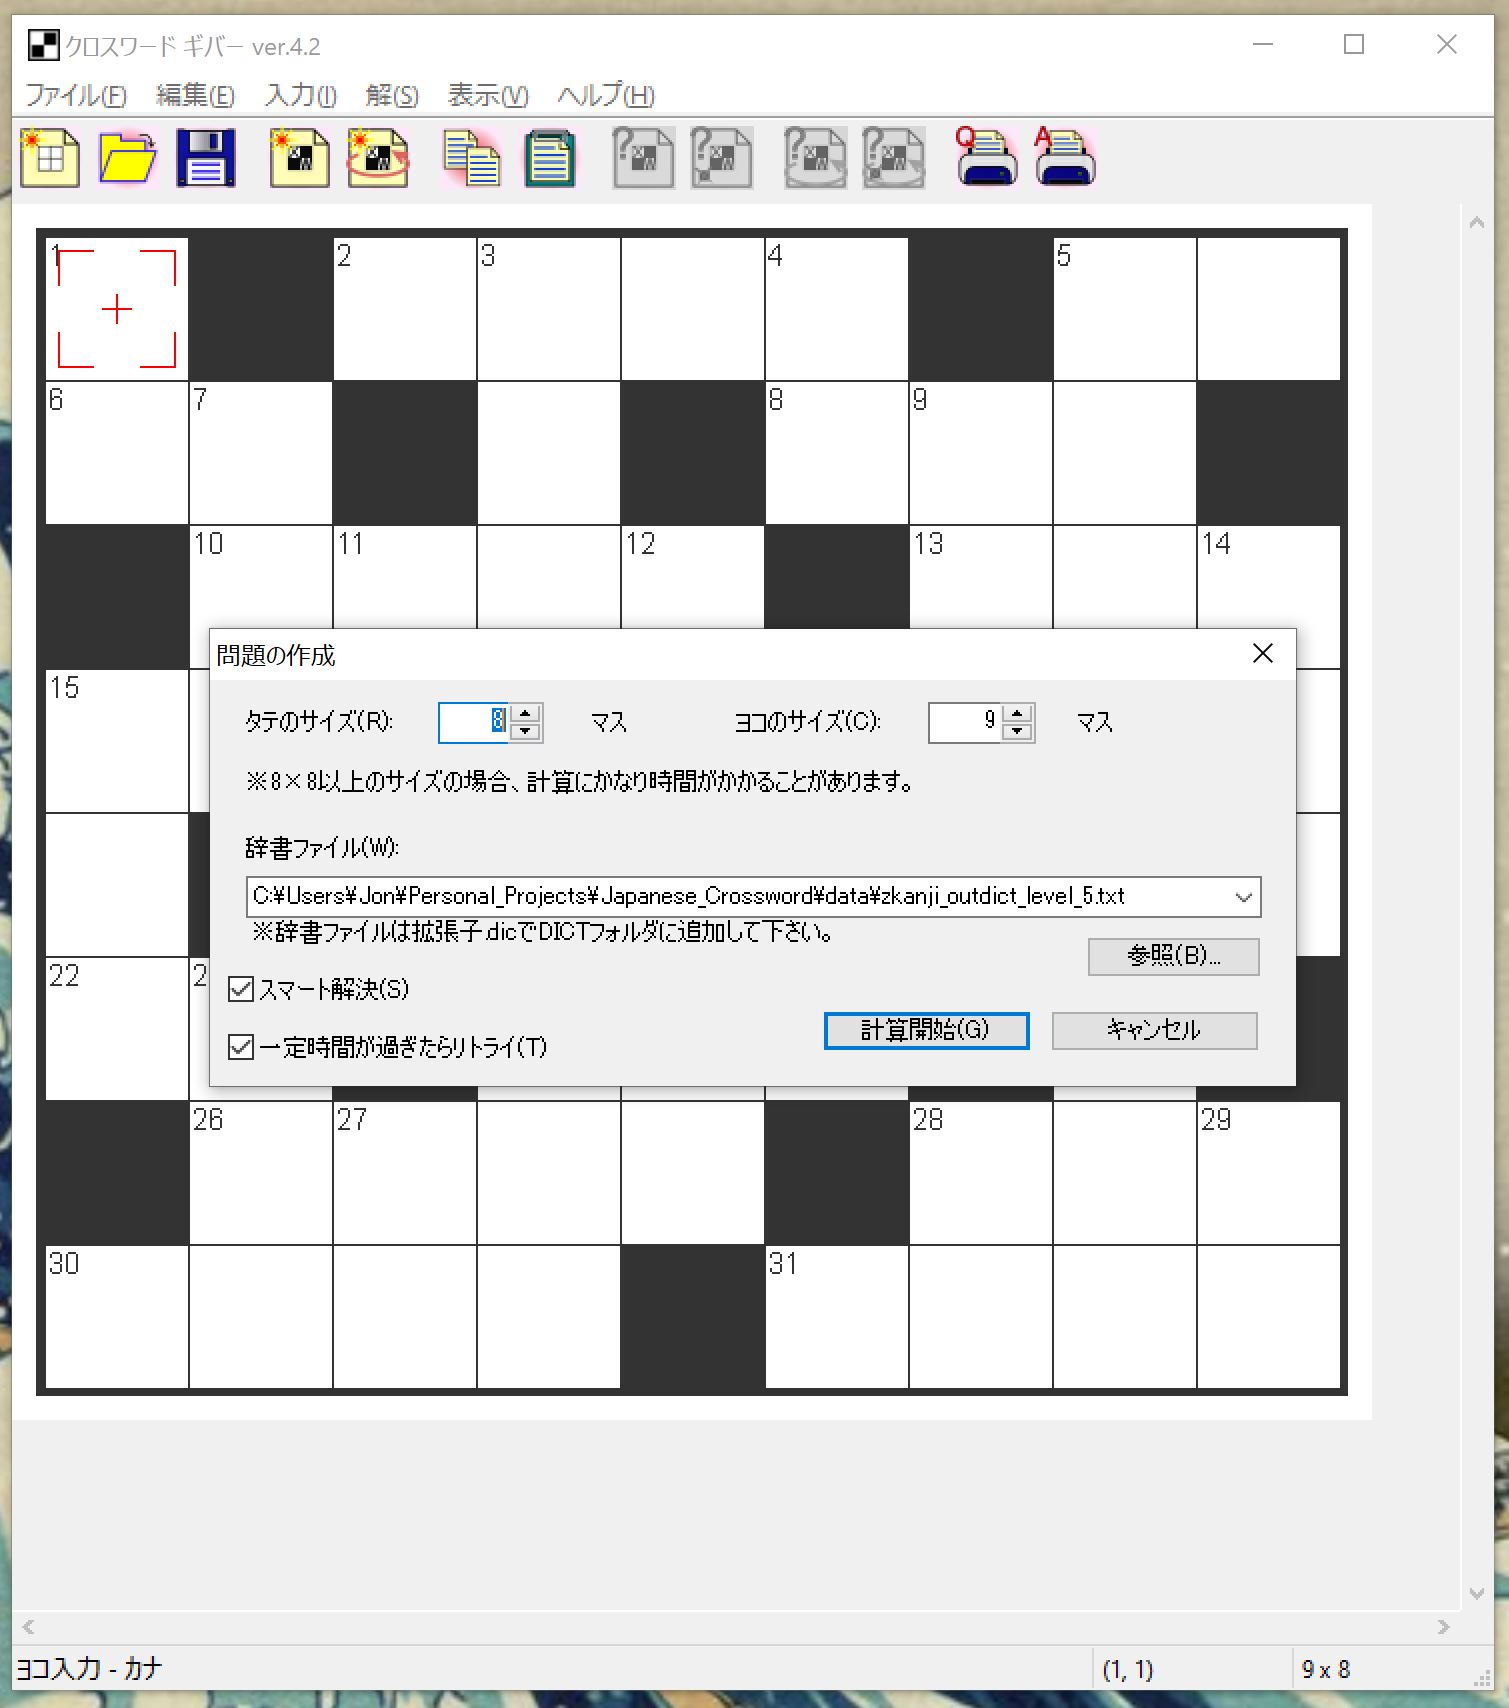 クロスワード ギバー ver.4.2
ファイル(F) 編集(E) 入力(I) 解(S) 表示(V) ヘルプ(H)
Q A
1 2 3 4 5
6 7 8 9
10 11 12 13 14
問題の作成
15
タテのサイズ(R): 8 マス ヨコのサイズ(C): 9 マス
※8×8以上のサイズの場合、計算にかなり時間がかかることがあります。
辞書ファイル(W):
C:¥Users¥Jon¥Personal_Projects¥Japanese_Crossword¥data¥zkanji_outdict_level_5.txt
※辞書ファイルは拡張子.dicでDICTフォルダに追加して下さい。
参照(B)...
22 2
スマート解決(S)
計算開始(G) キャンセル
一定時間が過ぎたらリトライ(T)
26 27 28 29
30 31
ヨコ入力 - カナ (1, 1) 9 x 8